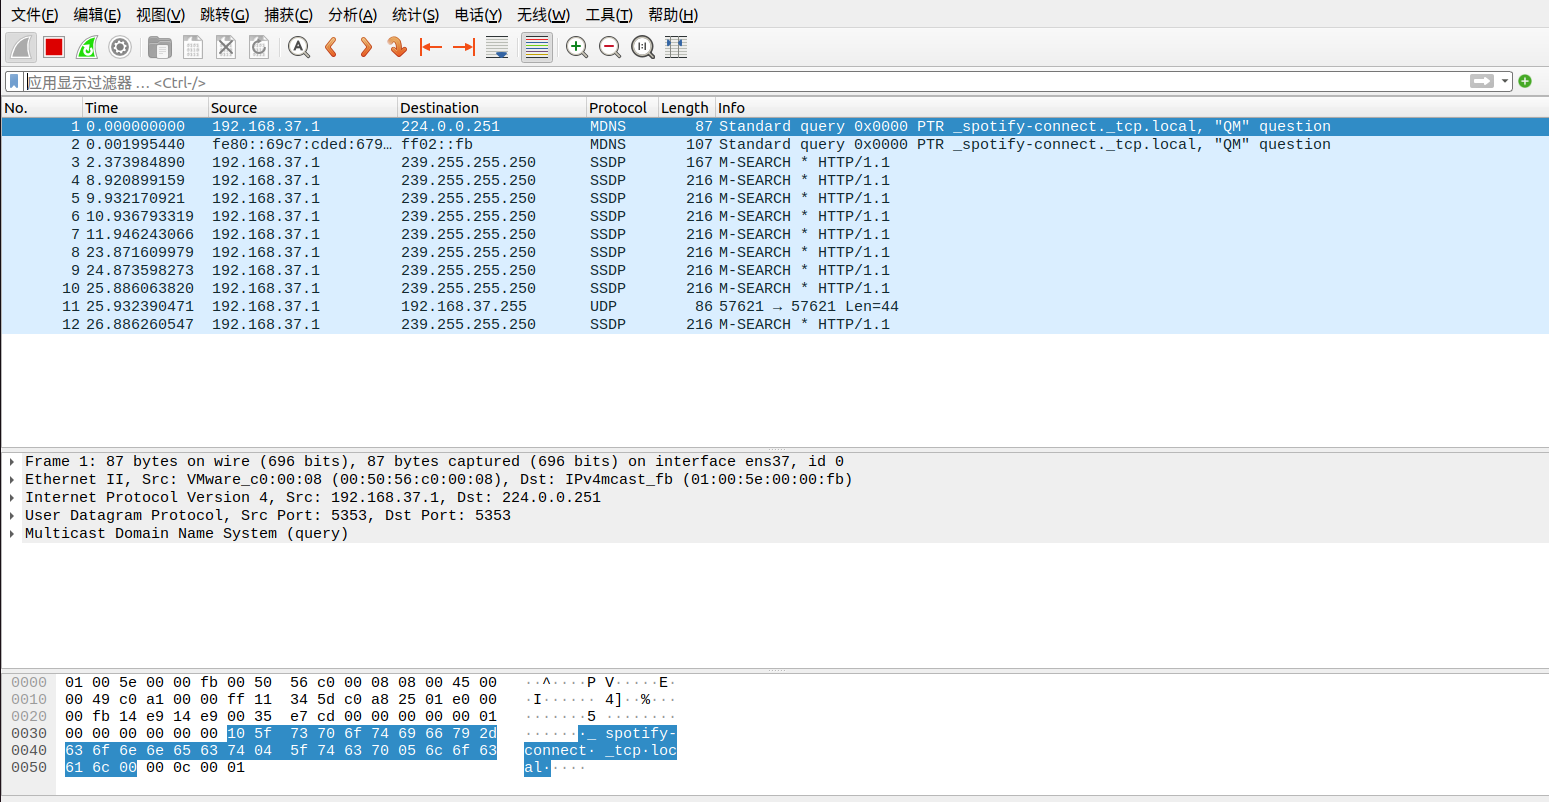 文件(F) 编辑(E) 视图(V) 跳转(G) 捕获(C) 分析(A) 统计(S) 电话(Y) 无线(W) 工具(T) 帮助(H)
应用显示过滤器 … <Ctrl-/>
No. Time Source Destination Protocol Length Info
1 0.000000000 192.168.37.1 224.0.0.251 MDNS 87 Standard query 0x0000 PTR _spotify-connect._tcp.local, "QM" question
2 0.001995440 fe80::69c7:cded:679… ff02::fb MDNS 107 Standard query 0x0000 PTR _spotify-connect._tcp.local, "QM" question
3 2.373984890 192.168.37.1 239.255.255.250 SSDP 167 M-SEARCH * HTTP/1.1
4 8.920899159 192.168.37.1 239.255.255.250 SSDP 216 M-SEARCH * HTTP/1.1
5 9.932170921 192.168.37.1 239.255.255.250 SSDP 216 M-SEARCH * HTTP/1.1
6 10.936793319 192.168.37.1 239.255.255.250 SSDP 216 M-SEARCH * HTTP/1.1
7 11.946243066 192.168.37.1 239.255.255.250 SSDP 216 M-SEARCH * HTTP/1.1
8 23.871609979 192.168.37.1 239.255.255.250 SSDP 216 M-SEARCH * HTTP/1.1
9 24.873598273 192.168.37.1 239.255.255.250 SSDP 216 M-SEARCH * HTTP/1.1
10 25.886063820 192.168.37.1 239.255.255.250 SSDP 216 M-SEARCH * HTTP/1.1
11 25.932390471 192.168.37.1 192.168.37.255 UDP 86 57621 → 57621 Len=44
12 26.886260547 192.168.37.1 239.255.255.250 SSDP 216 M-SEARCH * HTTP/1.1
Frame 1: 87 bytes on wire (696 bits), 87 bytes captured (696 bits) on interface ens37, id 0
Ethernet II, Src: VMware_c0:00:08 (00:50:56:c0:00:08), Dst: IPv4mcast_fb (01:00:5e:00:00:fb)
Internet Protocol Version 4, Src: 192.168.37.1, Dst: 224.0.0.251
User Datagram Protocol, Src Port: 5353, Dst Port: 5353
Multicast Domain Name System (query)
0000 01 00 5e 00 00 fb 00 50 56 c0 00 08 08 00 45 00 ··^····P V·····E·
0010 00 49 c0 a1 00 00 ff 11 34 5d c0 a8 25 01 e0 00 ·I······ 4]··%···
0020 00 fb 14 e9 14 e9 00 35 e7 cd 00 00 00 00 00 01 ·······5 ········
0030 00 00 00 00 00 00 10 5f 73 70 6f 74 69 66 79 2d ·······_ spotify-
0040 63 6f 6e 6e 65 63 74 04 5f 74 63 70 05 6c 6f 63 connect· _tcp·loc
0050 61 6c 00 00 0c 00 01 al·····